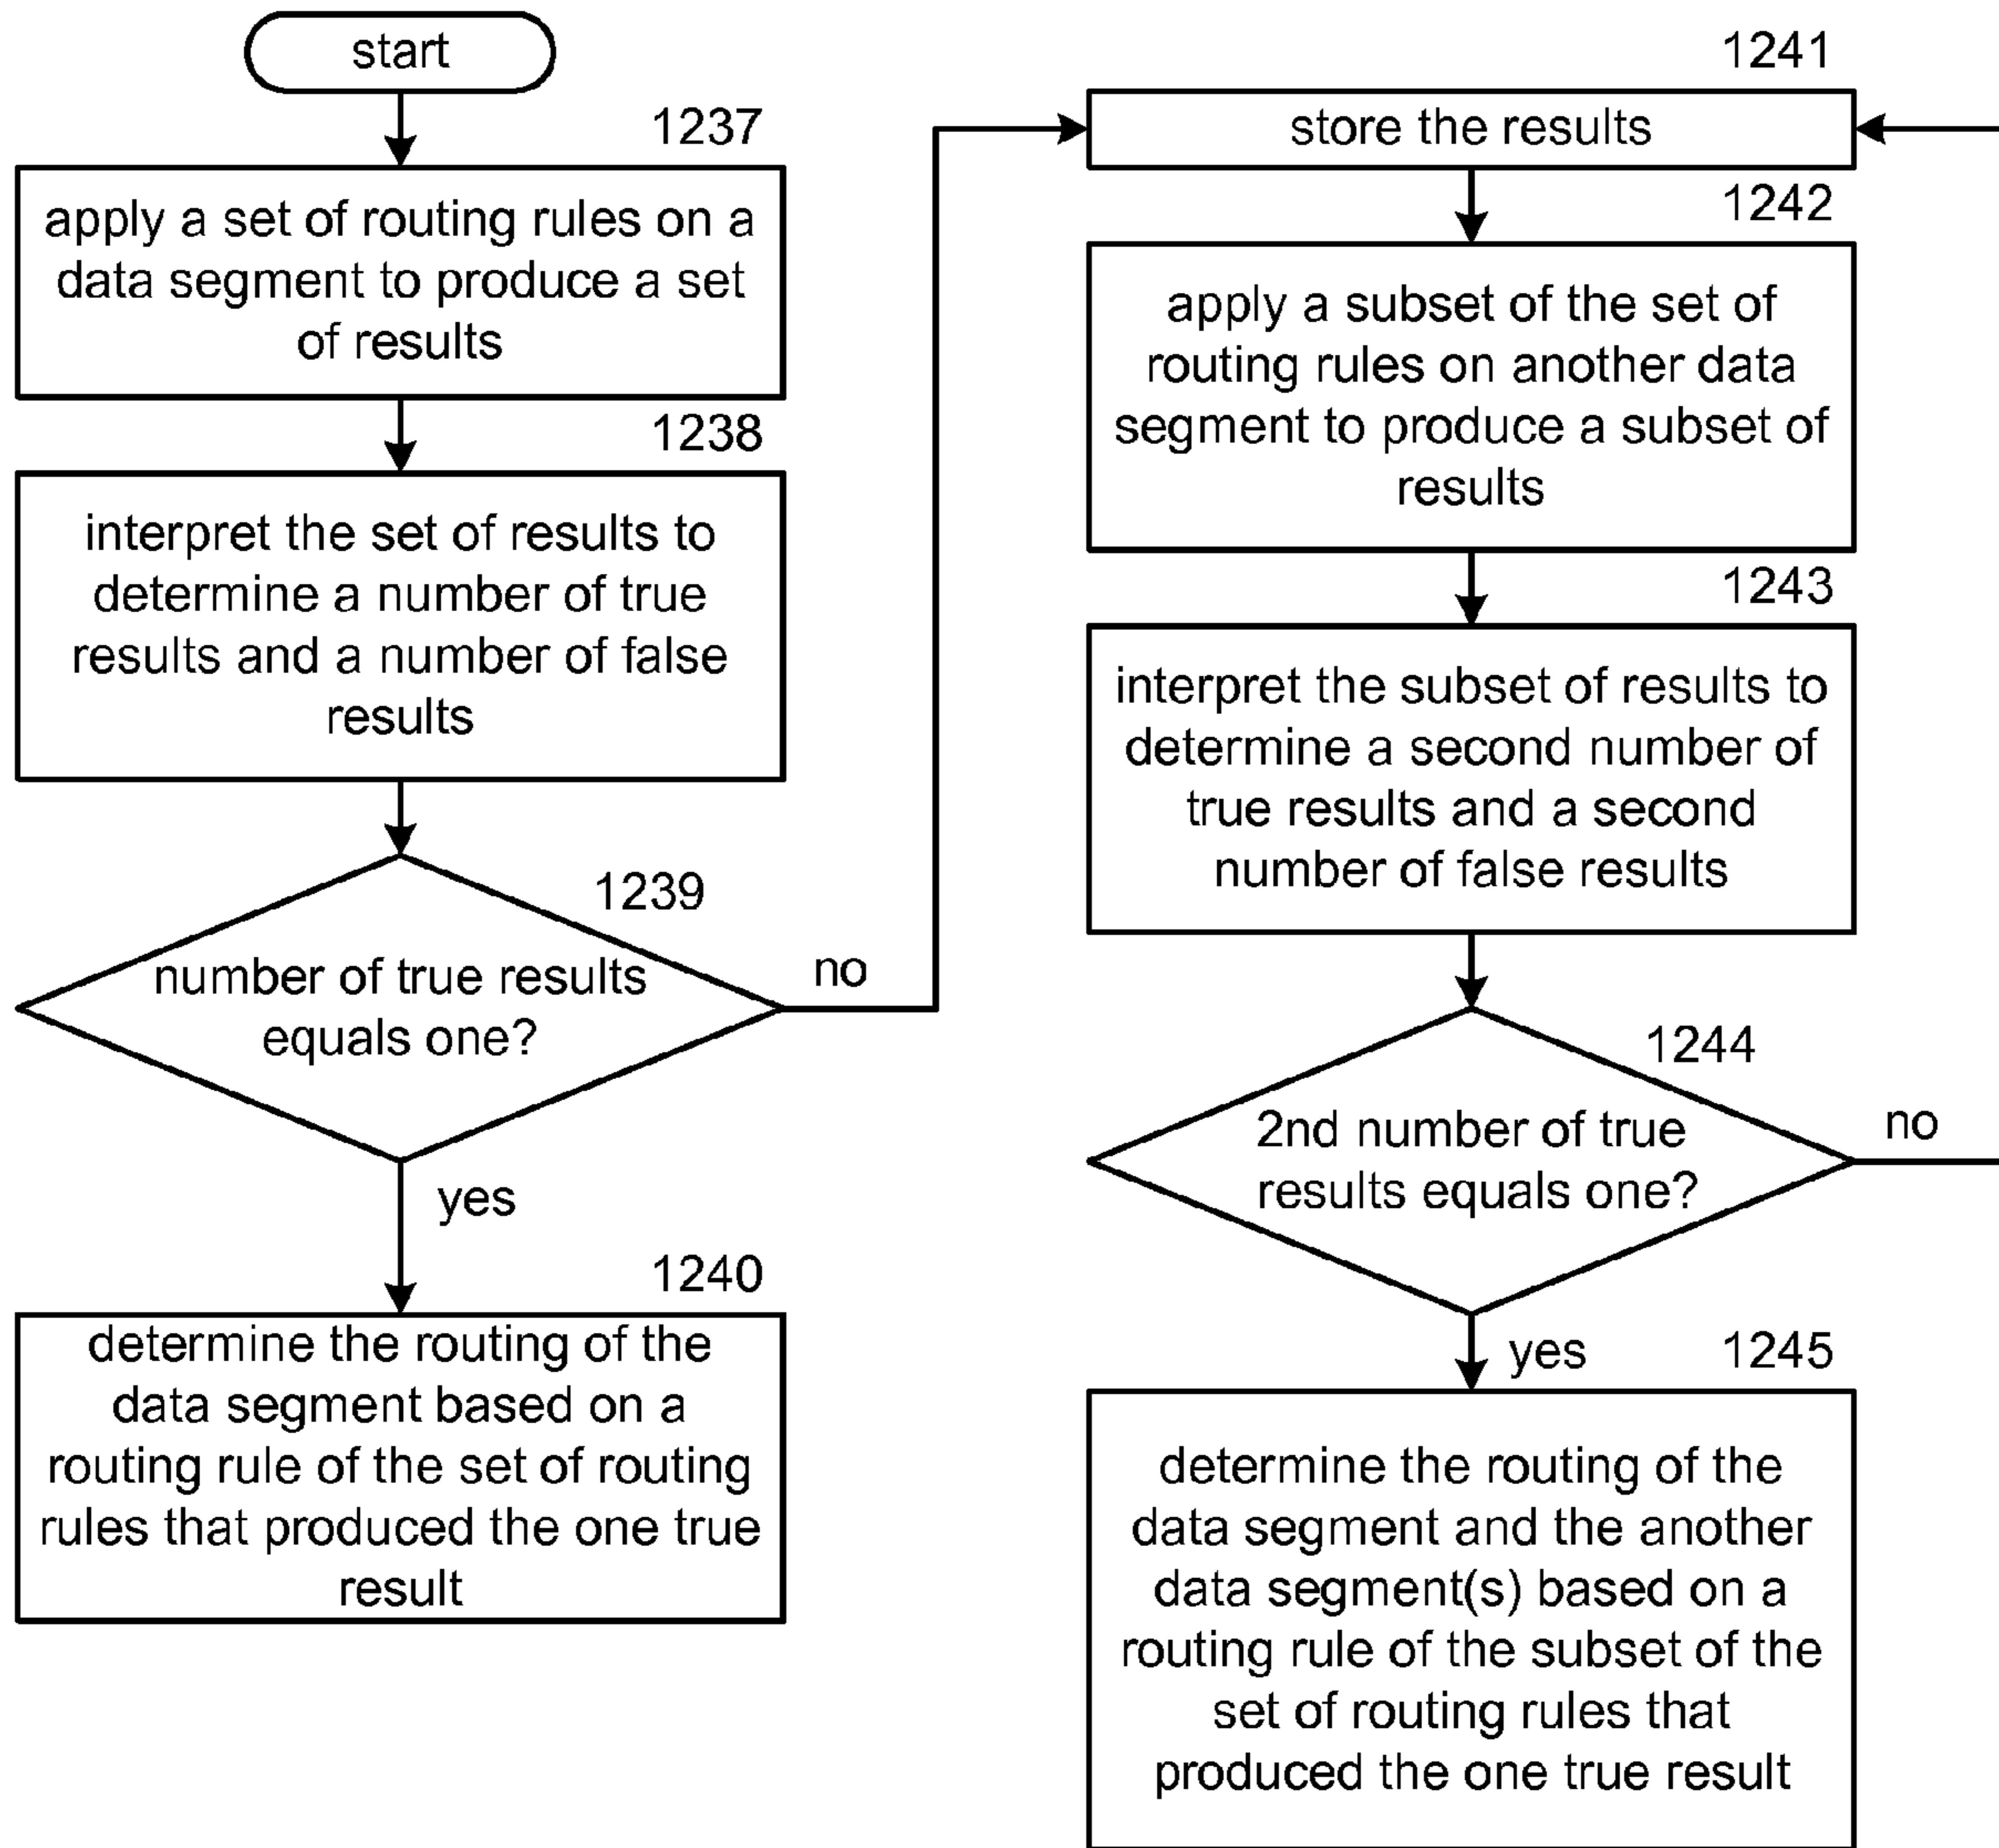 start
1237
apply a set of routing rules on a
data segment to produce a set
of results
1238
interpret the set of results to
determine a number of true
results and a number of false
results
1239
number of true results
equals one?
no
yes
1240
determine the routing of the
data segment based on a
routing rule of the set of routing
rules that produced the one true
result
1241
store the results
1242
apply a subset of the set of
routing rules on another data
segment to produce a subset of
results
1243
interpret the subset of results to
determine a second number of
true results and a second
number of false results
1244
2nd number of true
results equals one?
no
yes
1245
determine the routing of the
data segment and the another
data segment(s) based on a
routing rule of the subset of the
set of routing rules that
produced the one true result